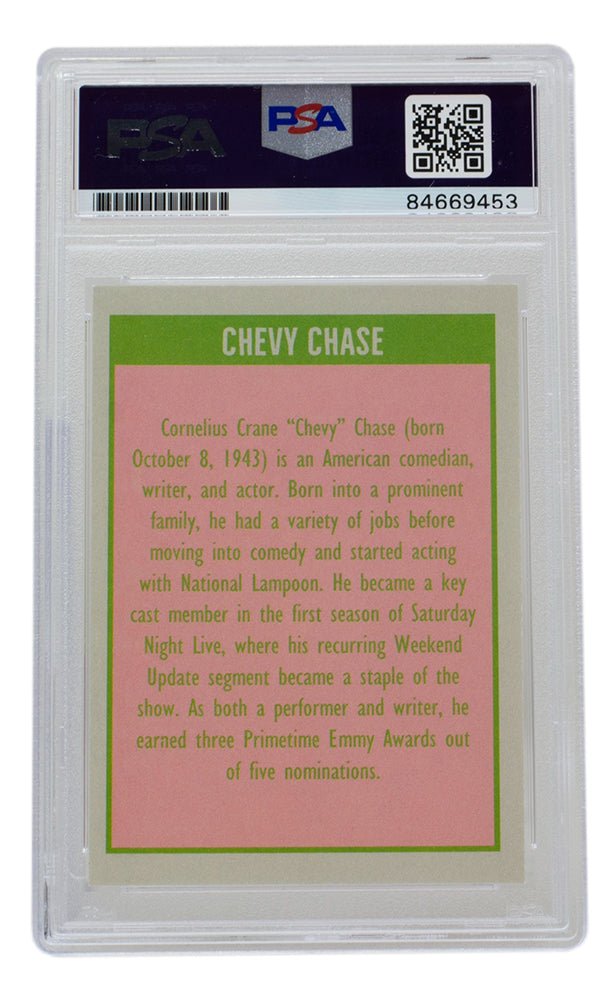 PSA
PSA
84669453
CHEVY CHASE
Cornelius Crane “Chevy” Chase (born
October 8, 1943) is an American comedian,
writer, and actor. Born into a prominent
family, he had a variety of jobs before
moving into comedy and started acting
with National Lampoon. He became a key
cast member in the first season of Saturday
Night Live, where his recurring Weekend
Update segment became a staple of the
show. As both a performer and writer, he
earned three Primetime Emmy Awards out
of five nominations.